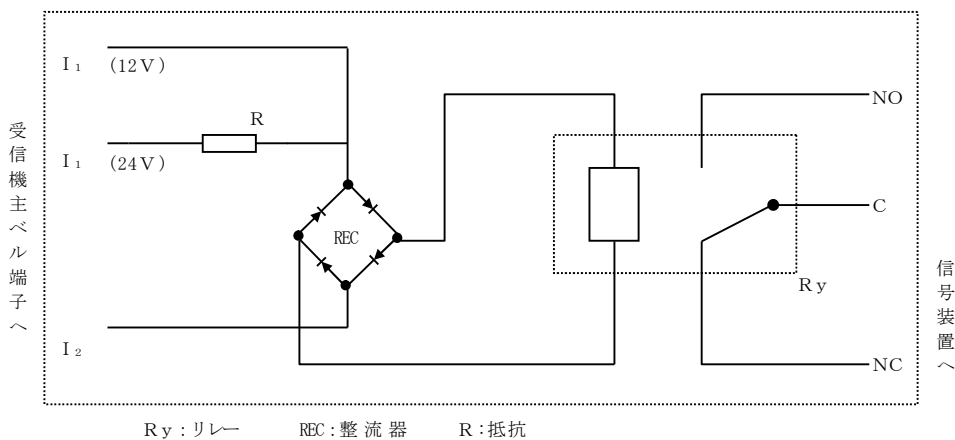 I₁ (12V)
R
I₁ (24V)
受信機主ベル端子へ
REC
I₂
NO
C
Ry
NC
信号装置へ
Ry:リレー REC:整流器 R:抵抗